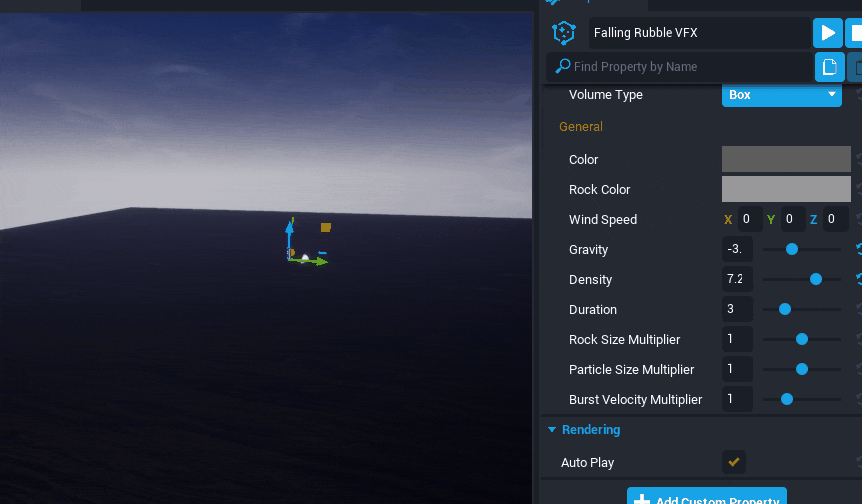 Falling Rubble VFX
Find Property by Name
Volume Type Box
General
Color
Rock Color
Wind Speed X 0 Y 0 Z 0
Gravity -3.
Density 7.2
Duration 3
Rock Size Multiplier 1
Particle Size Multiplier 1
Burst Velocity Multiplier 1
Rendering
Auto Play
Add Custom Property